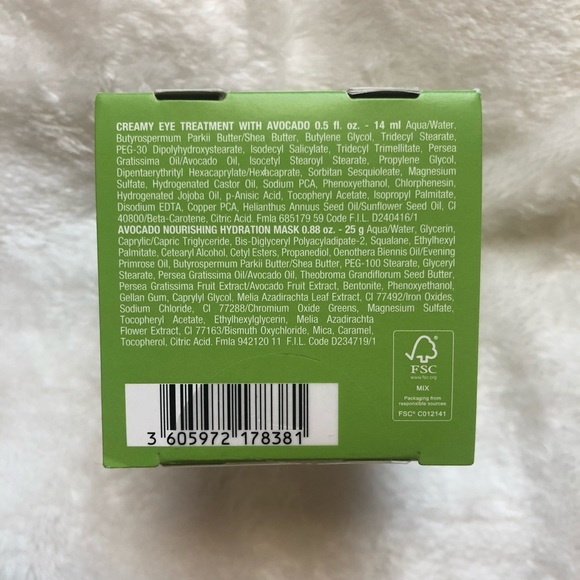 CREAMY EYE TREATMENT WITH AVOCADO 0.5 fl. oz. - 14 ml Aqua/Water,
Butyrospermum Parkii Butter/Shea Butter, Butylene Glycol, Tridecyl Stearate,
PEG-30 Dipolyhydroxystearate, Isodecyl Salicylate, Tridecyl Trimellitate, Persea
Gratissima Oil/Avocado Oil, Isocetyl Stearoyl Stearate, Propylene Glycol,
Dipentaerythrityl Hexacaprylate/Hexacaprate, Sorbitan Sesquioleate, Magnesium
Sulfate, Hydrogenated Castor Oil, Sodium PCA, Phenoxyethanol, Chlorphenesin,
Hydrogenated Jojoba Oil, p-Anisic Acid, Tocopheryl Acetate, Isopropyl Palmitate,
Disodium EDTA, Copper PCA, Helianthus Annuus Seed Oil/Sunflower Seed Oil, CI
40800/Beta-Carotene, Citric Acid. Fmla 685179 59 Code F.I.L. D240416/1
AVOCADO NOURISHING HYDRATION MASK 0.88 oz. - 25 g Aqua/Water, Glycerin,
Caprylic/Capric Triglyceride, Bis-Diglyceryl Polyacyladipate-2, Squalane, Ethylhexyl
Palmitate, Cetearyl Alcohol, Cetyl Esters, Propanediol, Oenothera Biennis Oil/Evening
Primrose Oil, Butyrospermum Parkii Butter/Shea Butter, PEG-100 Stearate, Glyceryl
Stearate, Persea Gratissima Oil/Avocado Oil, Theobroma Grandiflorum Seed Butter,
Persea Gratissima Fruit Extract/Avocado Fruit Extract, Bentonite, Phenoxyethanol,
Gellan Gum, Caprylyl Glycol, Melia Azadirachta Leaf Extract, CI 77492/Iron Oxides,
Sodium Chloride, CI 77288/Chromium Oxide Greens, Magnesium Sulfate,
Tocopheryl Acetate, Ethylhexylglycerin, Melia Azadirachta
Flower Extract, CI 77163/Bismuth Oxychloride, Mica, Caramel,
Tocopherol, Citric Acid. Fmla 942120 11 F.I.L. Code D234719/1
FSC
www.fsc.org
MIX
Packaging from
responsible sources
FSC® C012141
3 605972 178381